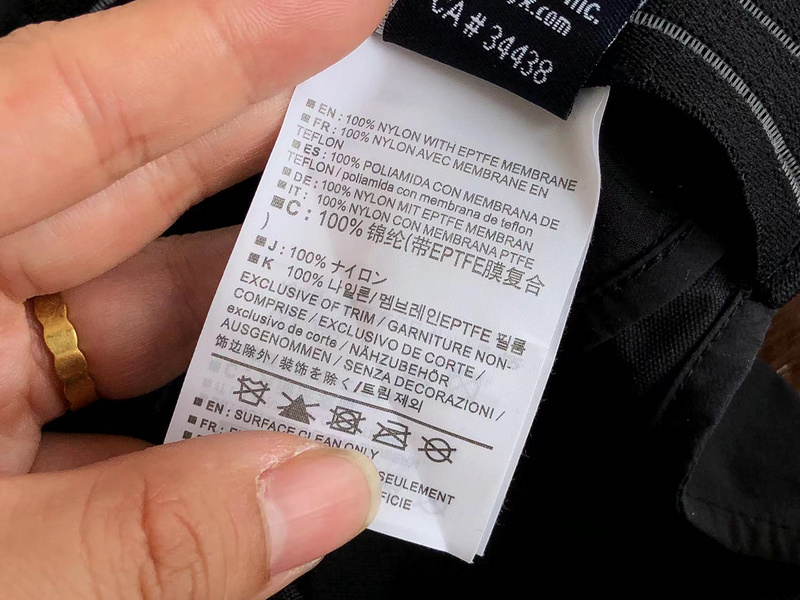 NC.
x.com
CA # 34438
EN : 100% NYLON WITH EPTFE MEMBRANE
FR : 100% NYLON AVEC MEMBRANE EN
TEFLON
ES : 100% POLIAMIDA CON MEMBRANA DE
TEFLON / poliamida con membrana de teflon
DE : 100% NYLON MIT EPTFE MEMBRAN
IT : 100% NYLON CON MEMBRANA PTFE
C : 100% 锦纶(带EPTFE膜复合
)
J : 100% ナイロン
K 100% 나일론/ 멤브레인EPTFE 필름
EXCLUSIVE OF TRIM / GARNITURE NON-
COMPRISE / EXCLUSIVO DE CORTE /
exclusivo de corte / NÄHZUBEHÖR
AUSGENOMMEN / SENZA DECORAZIONI /
饰边除外/ 装飾を除く/트림 제외
EN : SURFACE CLEAN ONLY
FR :
SEULEMENT
FICIE